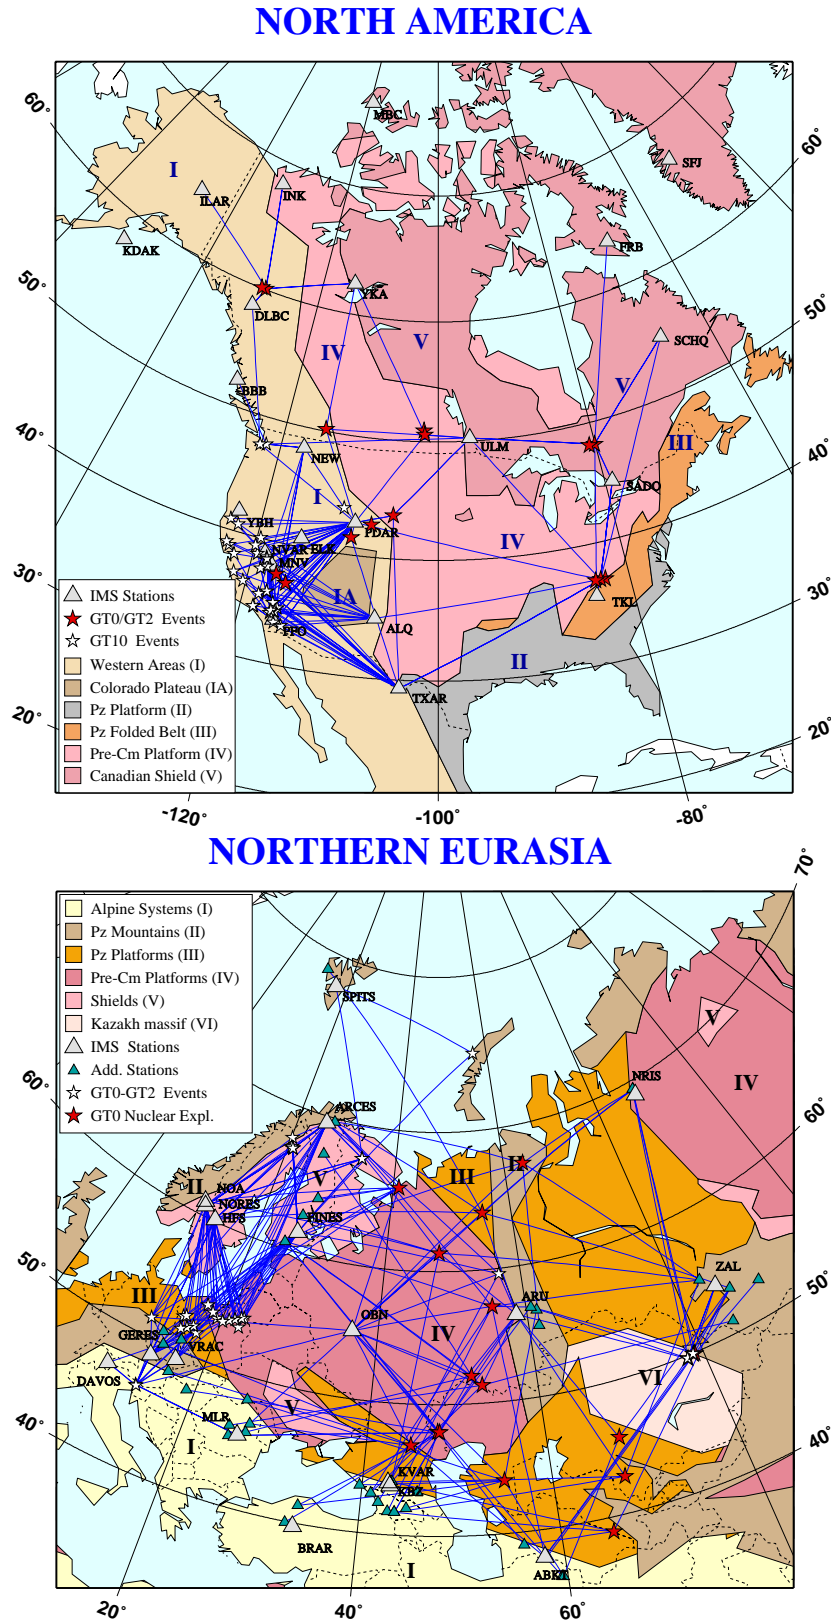 NORTH AMERICA
60°
60°
50°
50°
40°
40°
30°
30°
20°
20°
-120°
-100°
-80°
MBC
SFJ
I
ILAR
INK
KDAK
FRB
YKA
DLBC
SCHQ
IV
V
V
BBB
III
NEW
ULM
SADQ
I
YBH
PDAR
NVAR
ELK
IV
MNV
IA
TKL
PFO
ALQ
II
TXAR
IMS Stations
GT0/GT2 Events
GT10 Events
Western Areas (I)
Colorado Plateau (IA)
Pz Platform (II)
Pz Folded Belt (III)
Pre-Cm Platform (IV)
Canadian Shield (V)
NORTHERN EURASIA
70°
60°
60°
50°
50°
40°
40°
20°
40°
60°
Alpine Systems (I)
Pz Mountains (II)
Pz Platforms (III)
Pre-Cm Platforms (IV)
Shields (V)
Kazakh massif (VI)
IMS Stations
Add. Stations
GT0-GT2 Events
GT0 Nuclear Expl.
SPITS
V
NRIS
IV
ARCES
III
II
V
II
NOA
NORES
HFS
FINES
ZAL
III
ARU
OBN
GERES
IV
VRAC
VI
DAVOS
V
MLR
I
KVAR
KBZ
BRAR
I